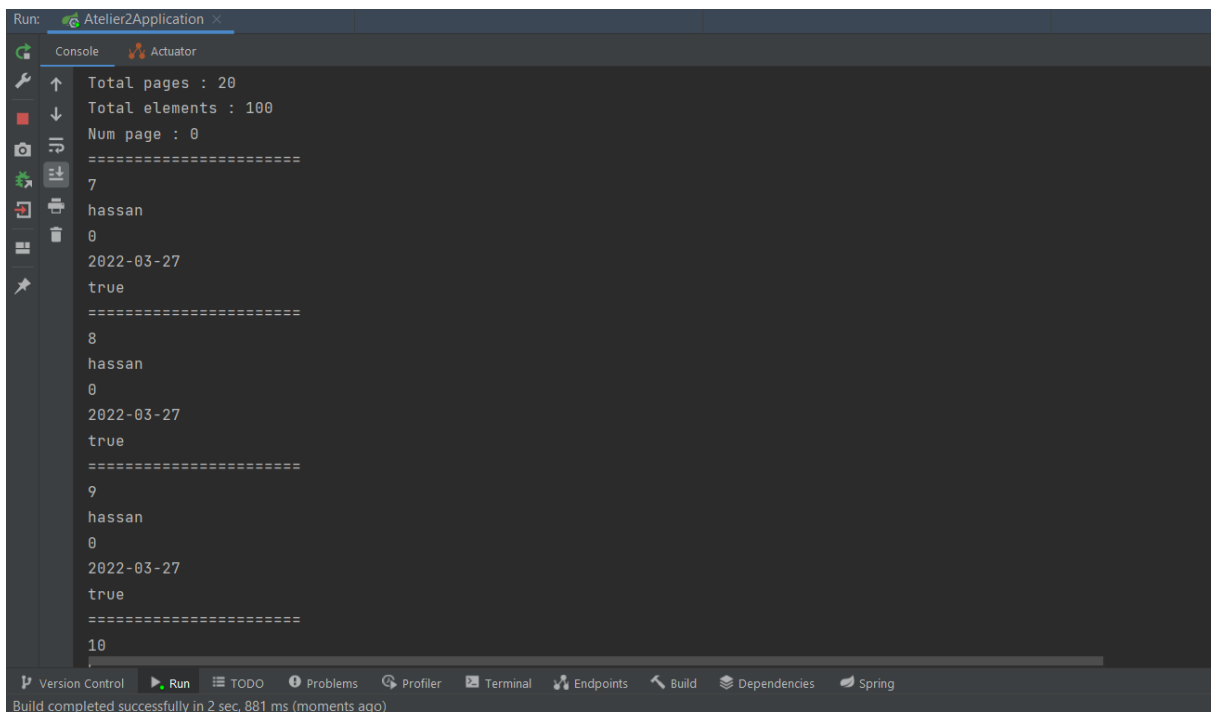 Run: Atelier2Application ×
Console Actuator
Total pages : 20
Total elements : 100
Num page : 0
=======================
7
hassan
0
2022-03-27
true
=======================
8
hassan
0
2022-03-27
true
=======================
9
hassan
0
2022-03-27
true
=======================
10
Version Control Run TODO Problems Profiler Terminal Endpoints Build Dependencies Spring
Build completed successfully in 2 sec, 881 ms (moments ago)